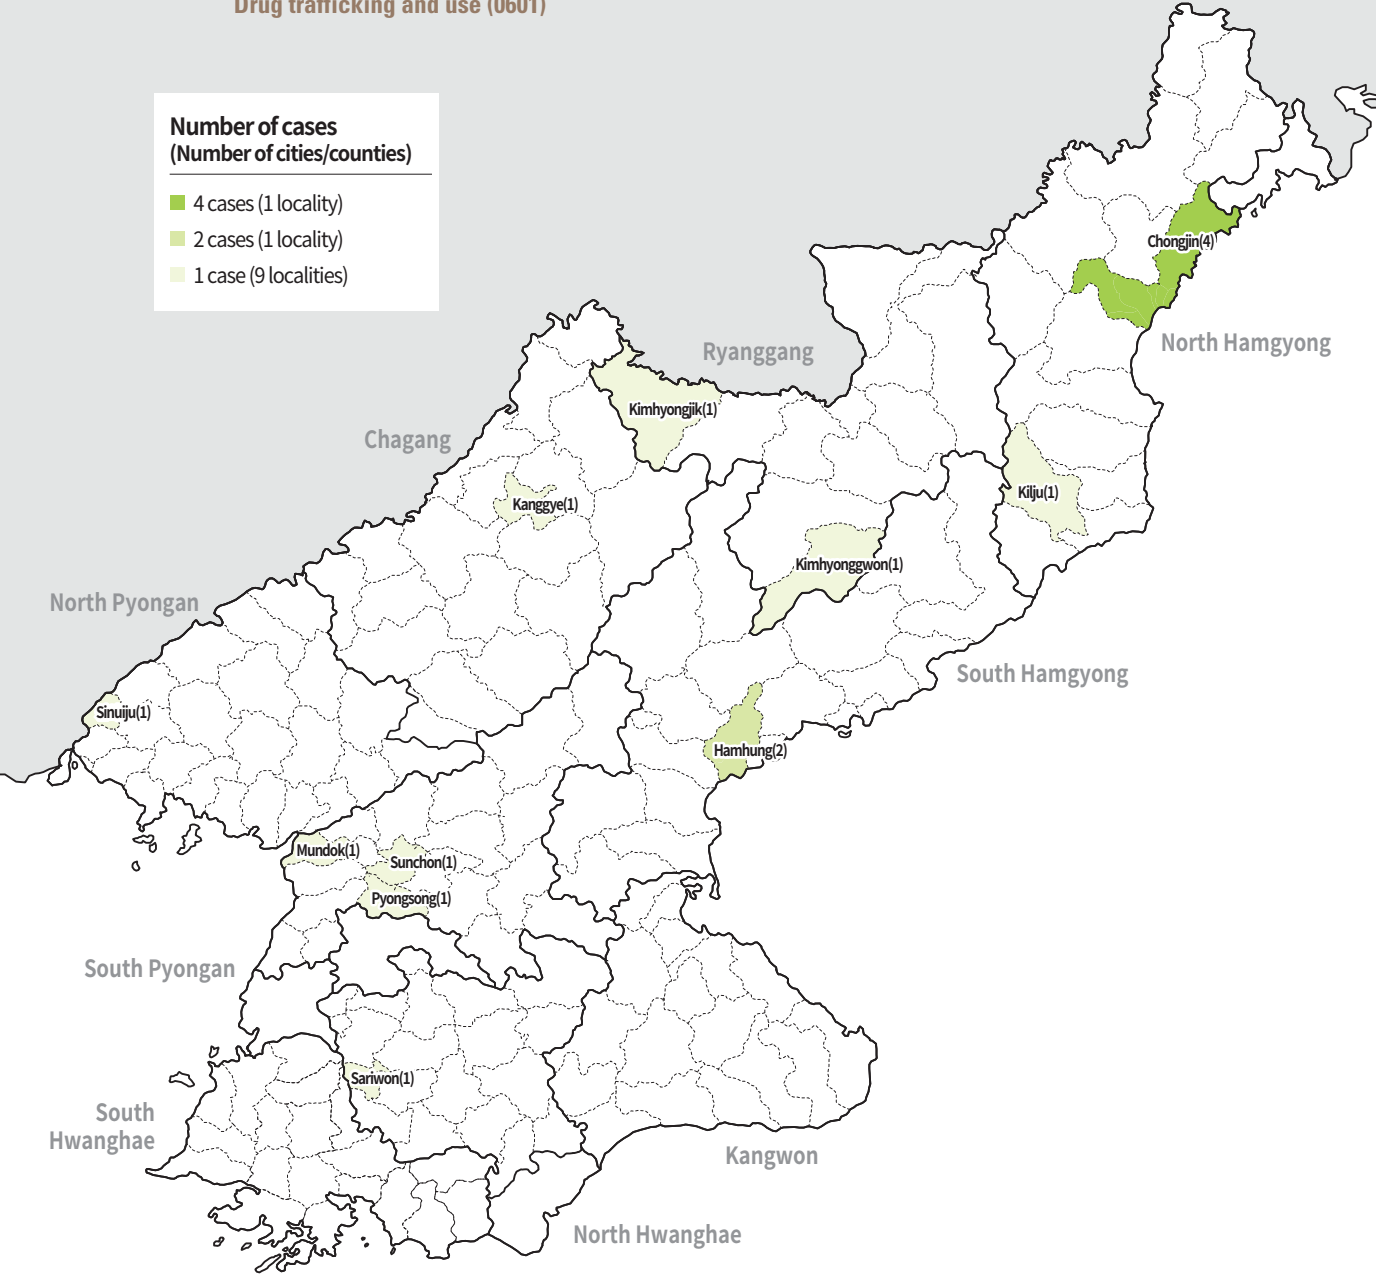 Drug trafficking and use (0601)
Number of cases
(Number of cities/counties)
4 cases (1 locality)
2 cases (1 locality)
1 case (9 localities)
Chongjin(4)
North Hamgyong
Ryanggang
Kimhyongjik(1)
Chagang
Kanggye(1)
Kilju(1)
Kimhyonggwon(1)
North Pyongan
South Hamgyong
Sinuiju(1)
Hamhung(2)
Mundok(1)
Sunchon(1)
Pyongsong(1)
South Pyongan
Sariwon(1)
South
Hwanghae
Kangwon
North Hwanghae